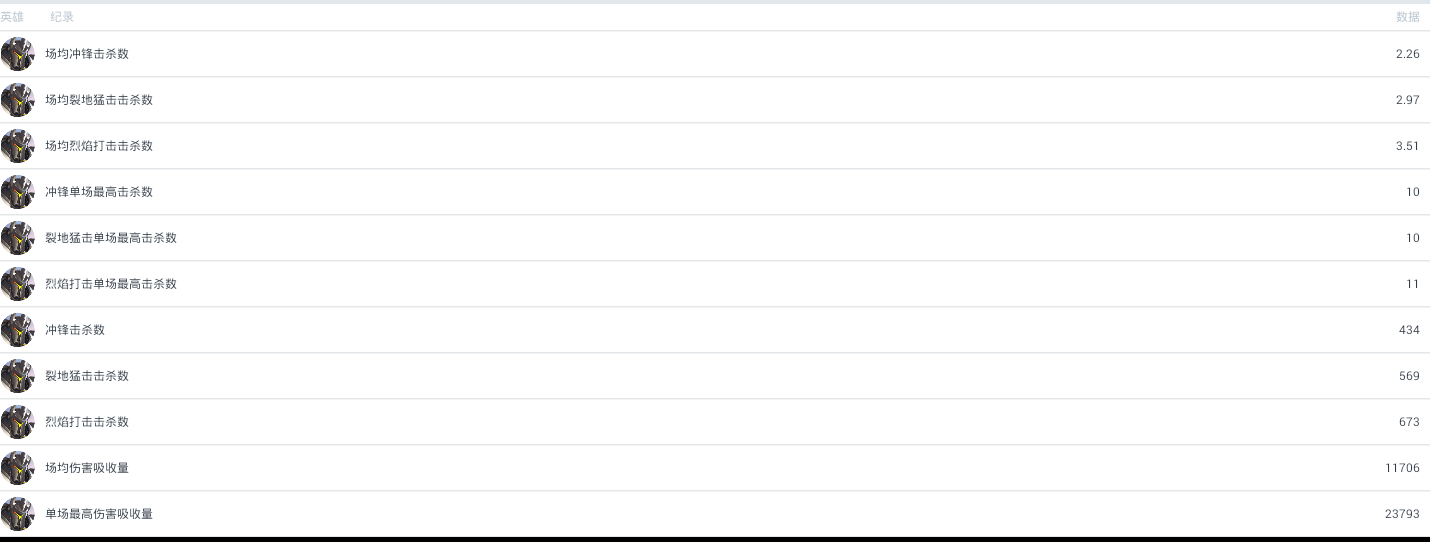 英雄 纪录 数据
场均冲锋击杀数 2.26
场均裂地猛击击杀数 2.97
场均烈焰打击击杀数 3.51
冲锋单场最高击杀数 10
裂地猛击单场最高击杀数 10
烈焰打击单场最高击杀数 11
冲锋击杀数 434
裂地猛击击杀数 569
烈焰打击击杀数 673
场均伤害吸收量 11706
单场最高伤害吸收量 23793